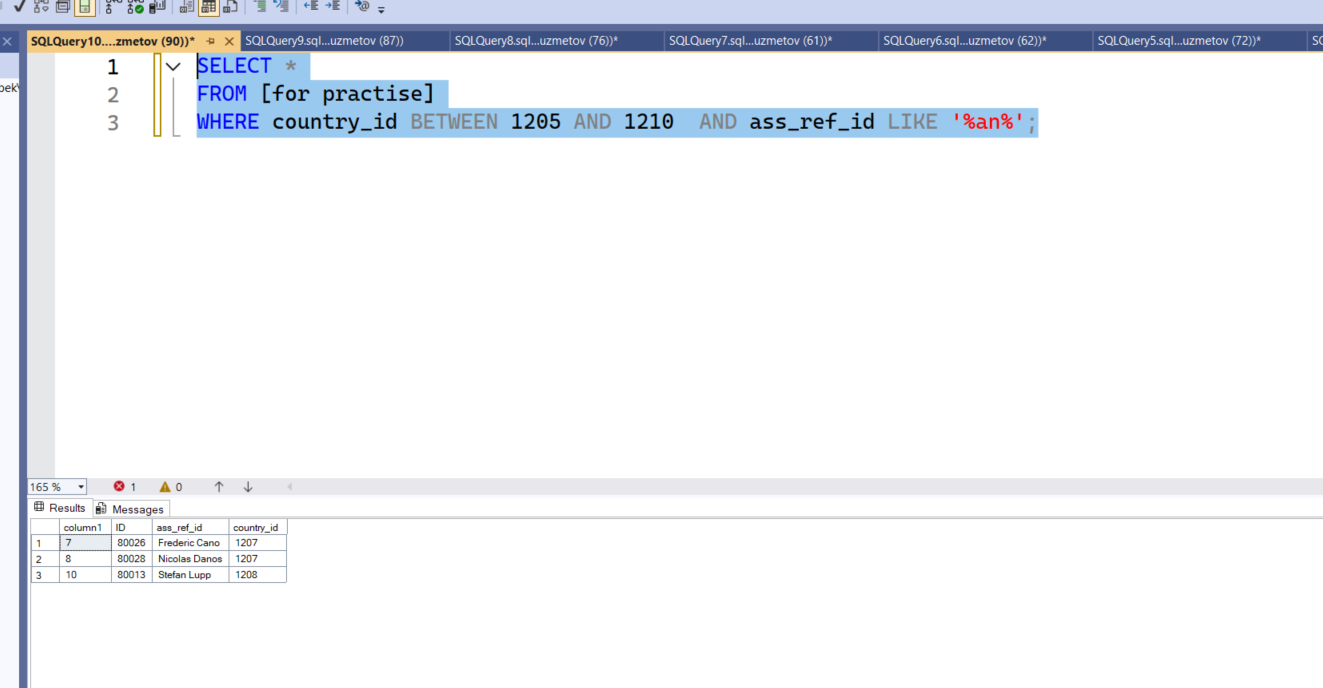 SQLQuery10....zmetov (90))*
SQLQuery9.sql...uzmetov (87))
SQLQuery8.sql...uzmetov (76))*
SQLQuery7.sql...uzmetov (61))*
SQLQuery6.sql...uzmetov (62))*
SQLQuery5.sql...uzmetov (72))*
1 SELECT *
2 FROM [for practise]
3 WHERE country_id BETWEEN 1205 AND 1210  AND ass_ref_id LIKE '%an%';
165 % 1 0
Results Messages
column1 ID ass_ref_id country_id
1 7 80026 Frederic Cano 1207
2 8 80028 Nicolas Danos 1207
3 10 80013 Stefan Lupp 1208